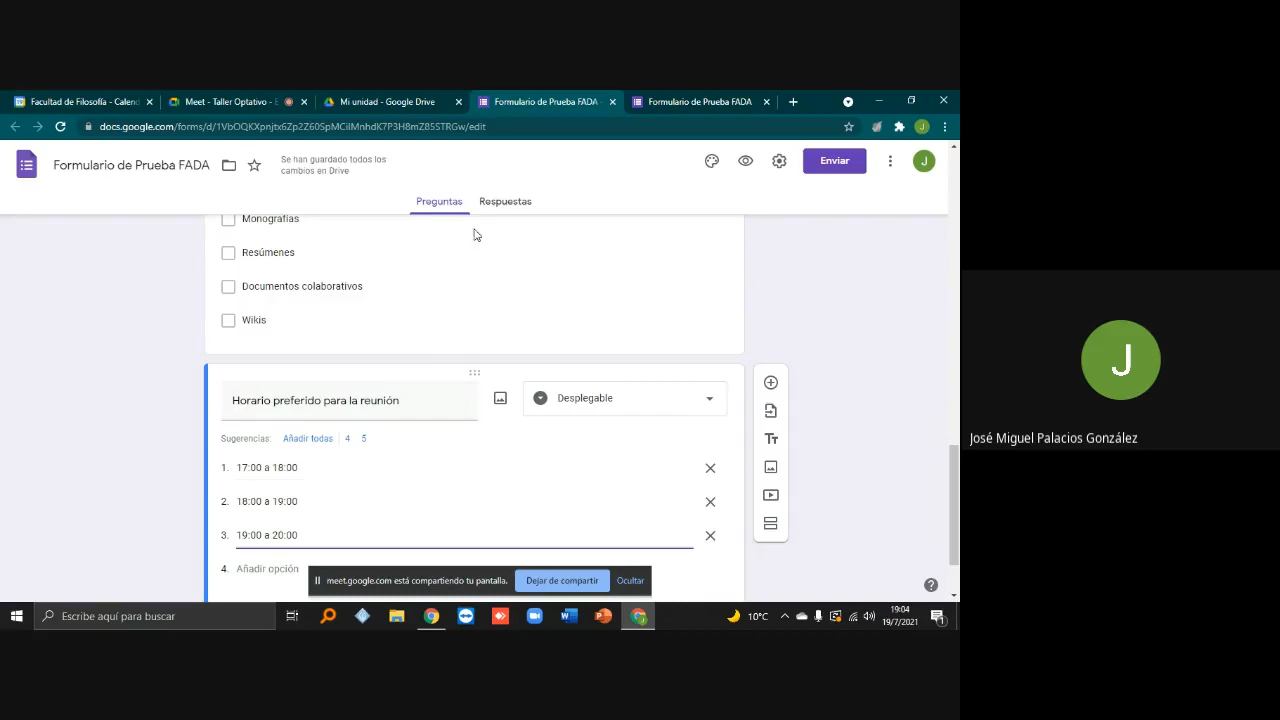 Facultad de Filosofía - Calend
Meet - Taller Optativo - E
Mi unidad - Google Drive
Formulario de Prueba FADA -
Formulario de Prueba FADA
docs.google.com/forms/d/1VbOQKXpnjtx6Zp2Z60SpMCiIMnhdK7P3H8mZ85STRGw/edit
J
Formulario de Prueba FADA
Se han guardado todos los
cambios en Drive
Enviar
J
Preguntas
Respuestas
Monografías
Resúmenes
Documentos colaborativos
Wikis
Horario preferido para la reunión
Desplegable
Sugerencias: Añadir todas 4 5
1. 17:00 a 18:00
2. 18:00 a 19:00
3. 19:00 a 20:00
4. Añadir opción
Tт
meet.google.com está compartiendo tu pantalla.
Dejar de compartir
Ocultar
Escribe aquí para buscar
10°C
19:04
19/7/2021
1
J
José Miguel Palacios González